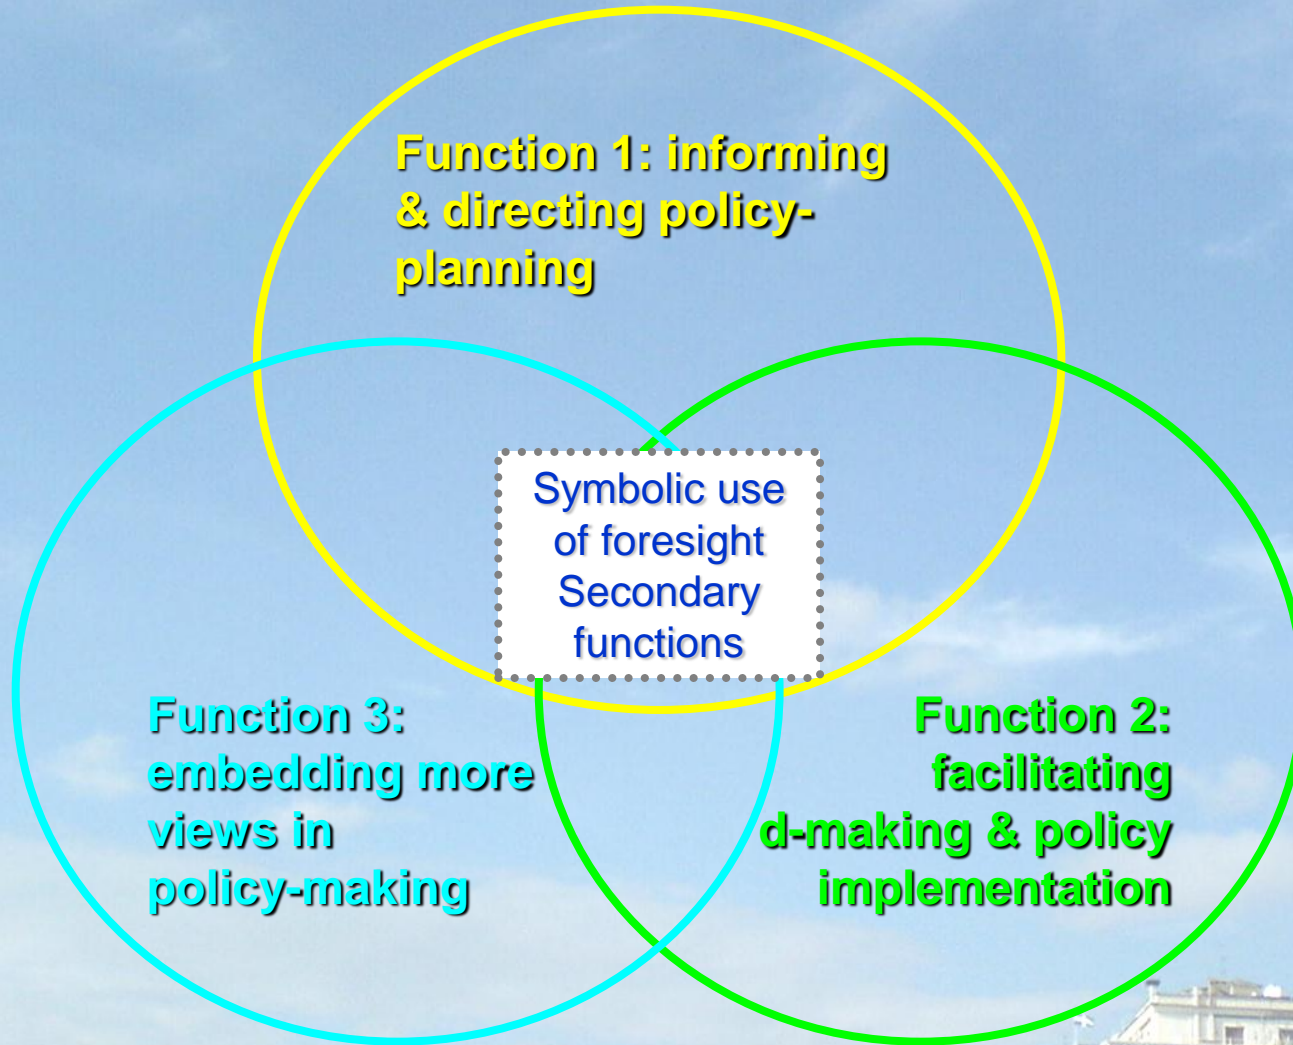 Function 1: informing
& directing policy-
planning
Symbolic use
of foresight
Secondary
functions
Function 3:
embedding more
views in
policy-making
Function 2:
facilitating
d-making & policy
implementation